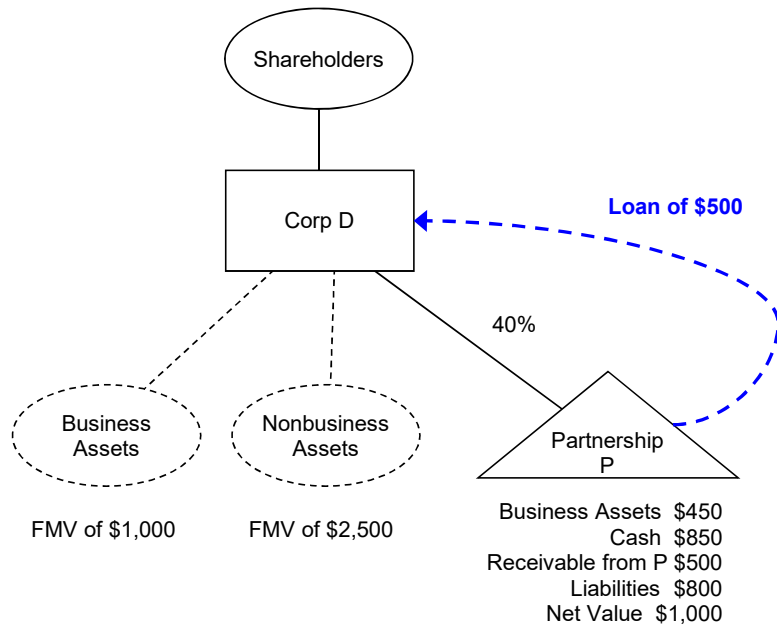 Shareholders
Corp D
Loan of $500
40%
Business
Assets
Nonbusiness
Assets
Partnership
P
FMV of $1,000
FMV of $2,500
Business Assets $450
Cash $850
Receivable from P $500
Liabilities $800
Net Value $1,000